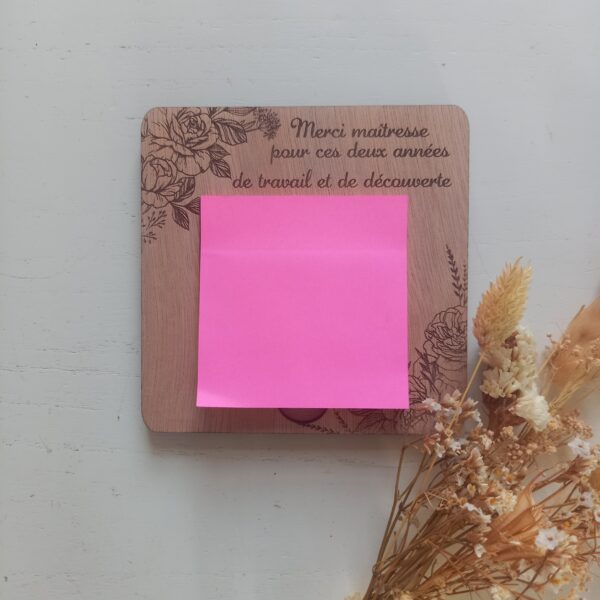 Merci maîtresse
pour ces deux années
de travail et de découverte